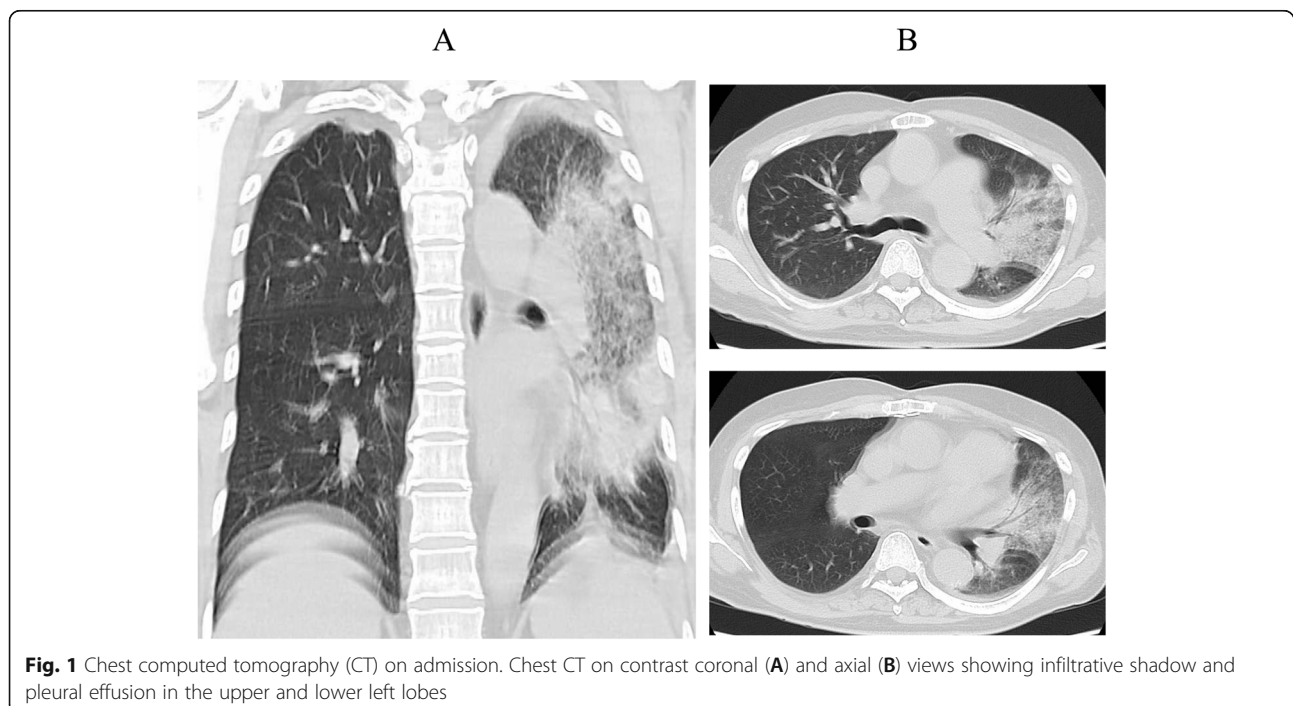 A
B
Fig. 1 Chest computed tomography (CT) on admission. Chest CT on contrast coronal (A) and axial (B) views showing infiltrative shadow and
pleural effusion in the upper and lower left lobes